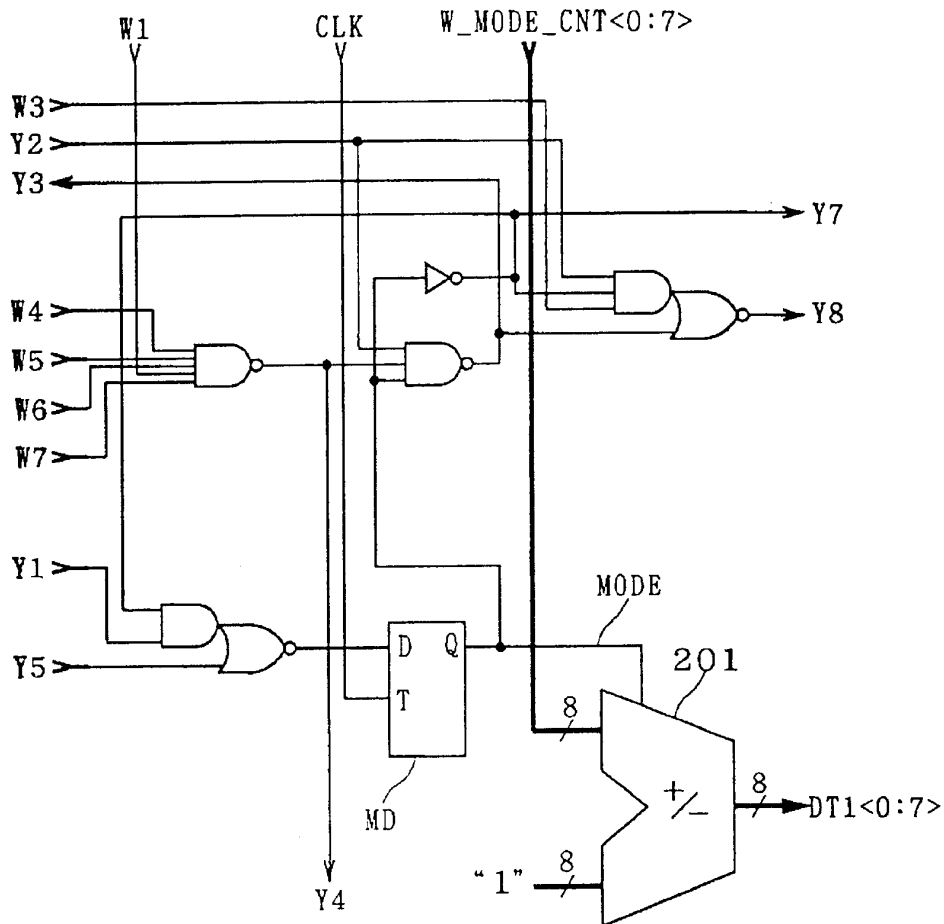 W1 CLK W_MODE_CNT<0:7>
W3
Y2
Y3
Y7
W4
Y8
W5
W6
W7
Y1
MODE
D Q
201
Y5
T
8
MD
+/-
8
DT1<0:7>
8
"1"
Y4